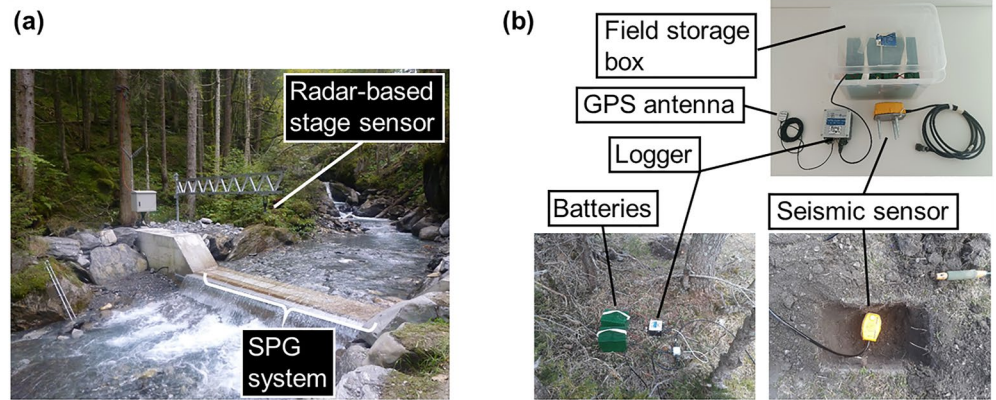 (a)
Radar-based
stage sensor
SPG
system
(b)
Field storage
box
GPS antenna
Logger
Batteries
Seismic sensor